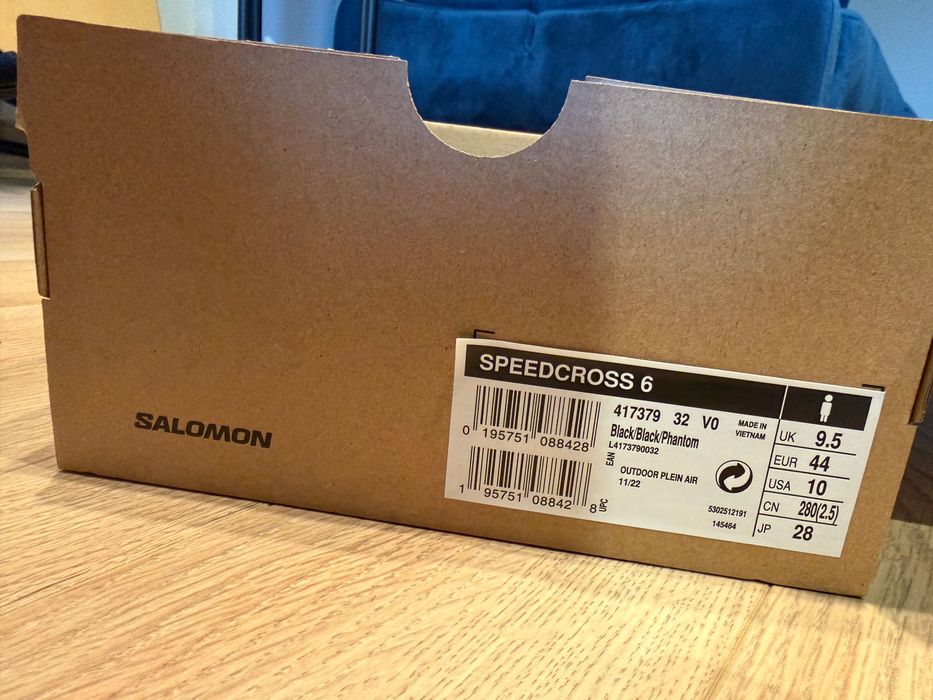 SALOMON
SPEEDCROSS 6
417379 32 V0
MADE IN
VIETNAM
Black/Black/Phantom
L4173790032
0 195751 088428
EAN
OUTDOOR PLEIN AIR
11/22
1 95751 08842 8
UPC
5302512191
145464
UK 9.5
EUR 44
USA 10
CN 280(2.5)
JP 28